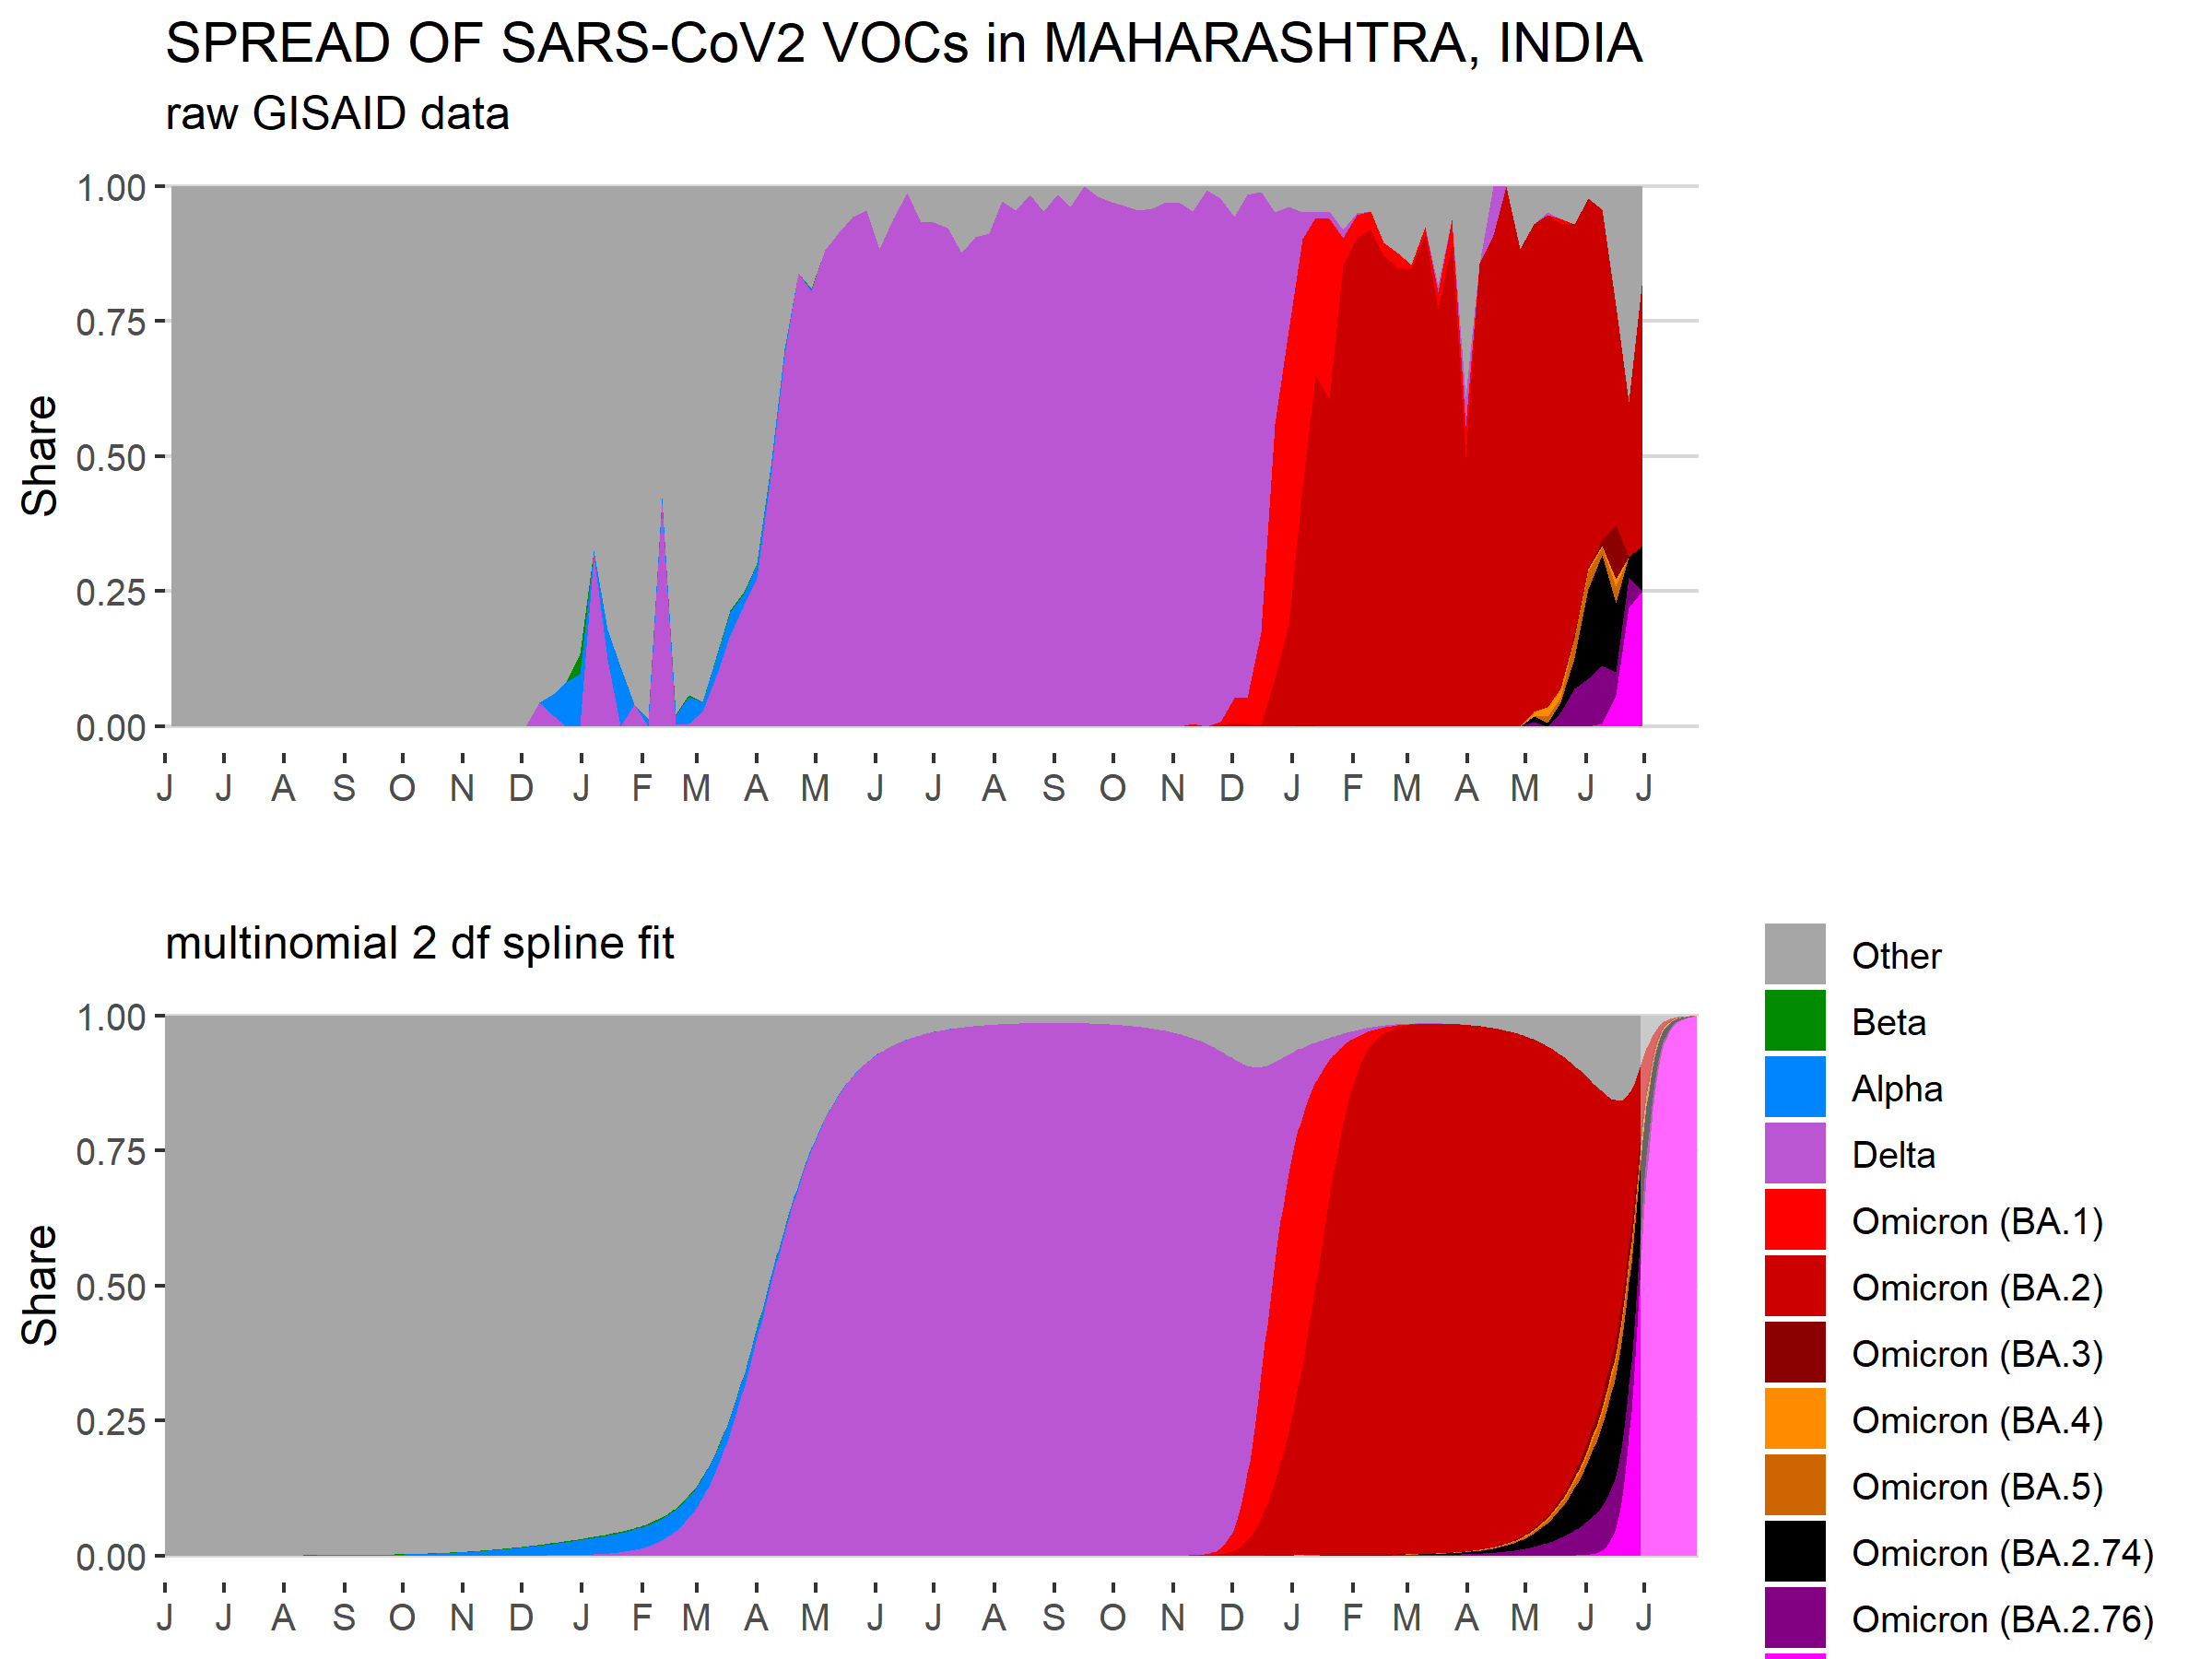 SPREAD OF SARS-CoV2 VOCs in MAHARASHTRA, INDIA
raw GISAID data
1.00
0.75
0.50
0.25
0.00
Share
J J A S O N D J F M A M J J A S O N D J F M A M J J
multinomial 2 df spline fit
1.00
0.75
0.50
0.25
0.00
Share
J J A S O N D J F M A M J J A S O N D J F M A M J J
Other
Beta
Alpha
Delta
Omicron (BA.1)
Omicron (BA.2)
Omicron (BA.3)
Omicron (BA.4)
Omicron (BA.5)
Omicron (BA.2.74)
Omicron (BA.2.76)